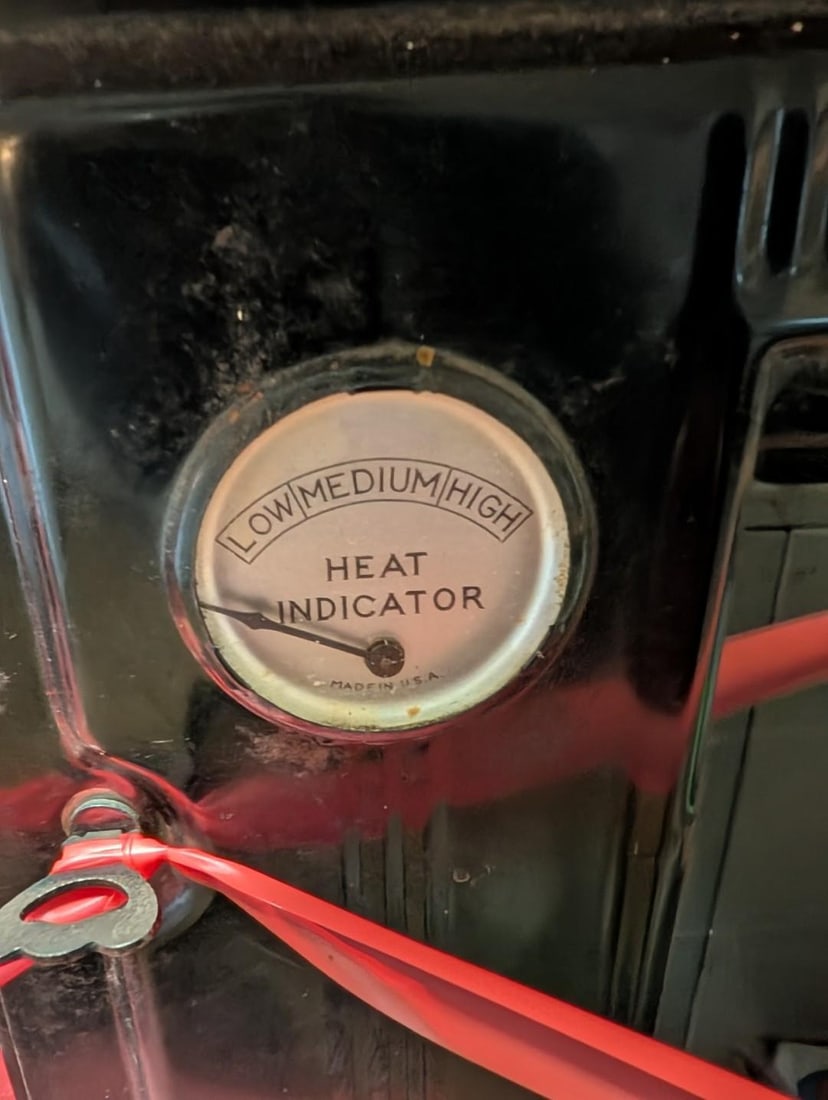 LOW MEDIUM HIGH
HEAT
INDICATOR
MADE IN U.S.A.